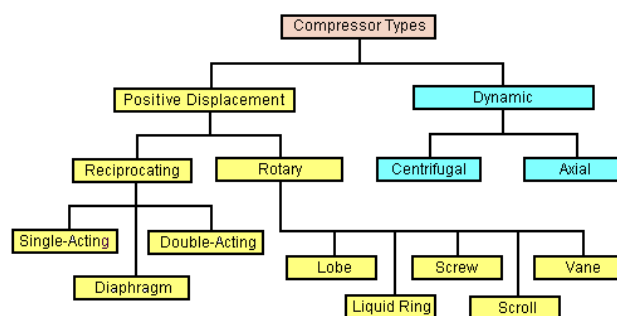 Compressor Types
Positive Displacement
Dynamic
Reciprocating
Rotary
Centrifugal
Axial
Single-Acting
Double-Acting
Diaphragm
Lobe
Screw
Vane
Liquid Ring
Scroll